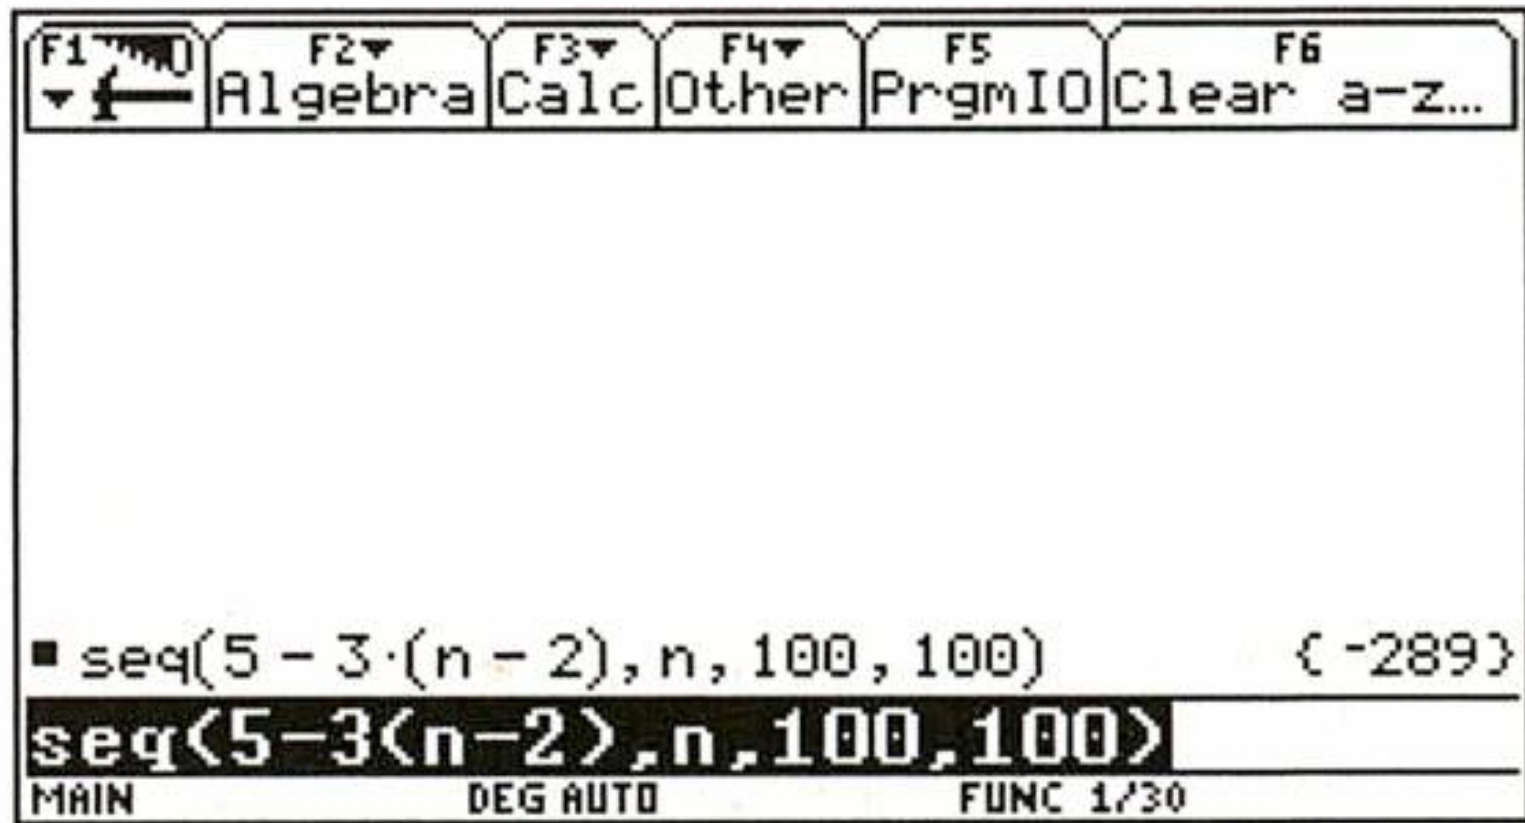 F1 F2 F3 F4 F5 F6
Algebra Calc Other PrgmIO Clear a-z…
seq(5 − 3·(n − 2), n, 100, 100) {-289}
seq(5-3(n-2),n,100,100)
MAIN DEG AUTO FUNC 1/30